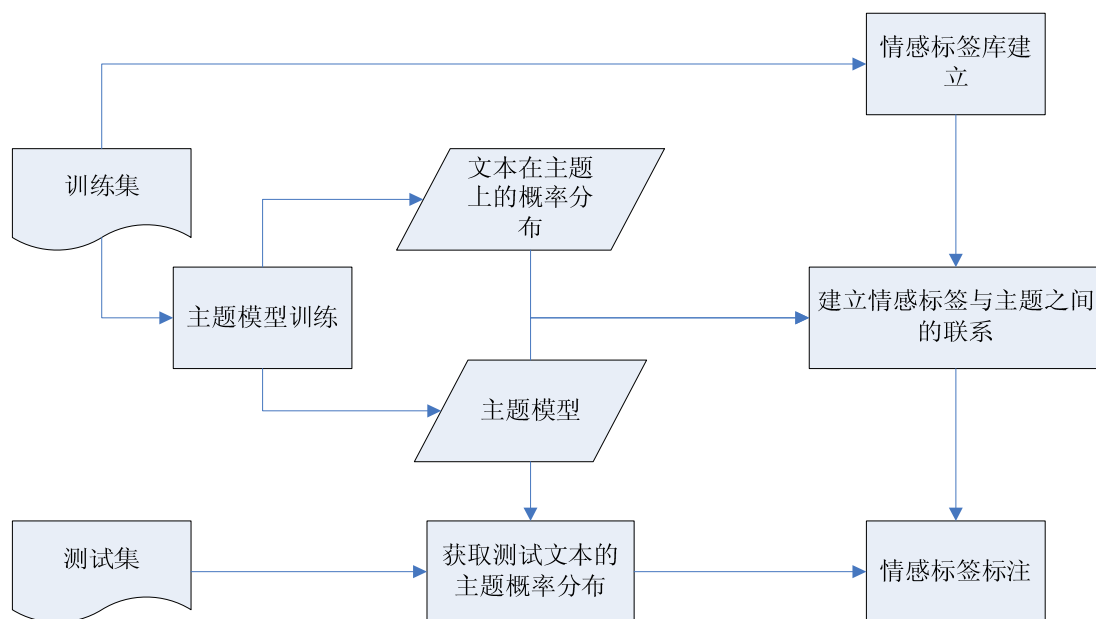 情感标签库建
立
训练集
文本在主题
上的概率分
布
主题模型训练
建立情感标签与主题之间
的联系
主题模型
测试集
获取测试文本的
主题概率分布
情感标签标注